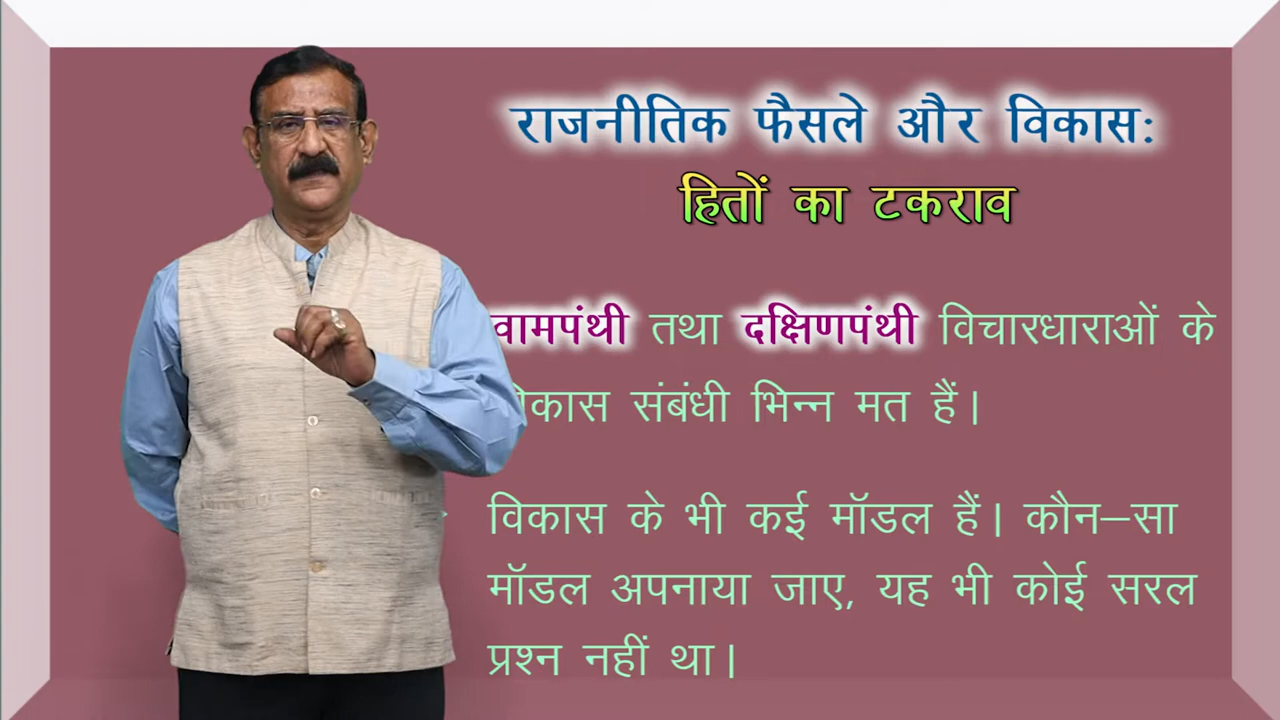 राजनीतिक फैसले और विकास:
हितों का टकराव
वामपंथी तथा दक्षिणपंथी विचारधाराओं के
संबंधी भिन्न मत हैं।
विकास के भी कई मॉडल हैं। कौन–सा
मॉडल अपनाया जाए, यह भी कोई सरल
प्रश्न नहीं था।